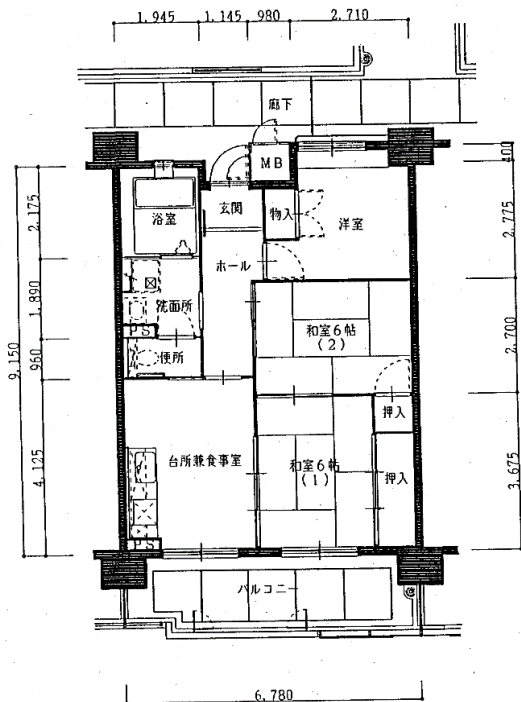 1.945 1.145 980 2.710
廊下
MB
400
玄関
浴室
物入
洋室
2.175
2.775
ホール
洗面所
1.890
和室6帖
(2)
2.700
PS
960
便所
9.150
押入
台所兼食事室
和室6帖
(1)
押入
4.125
3.675
PS
バルコニー
6.780